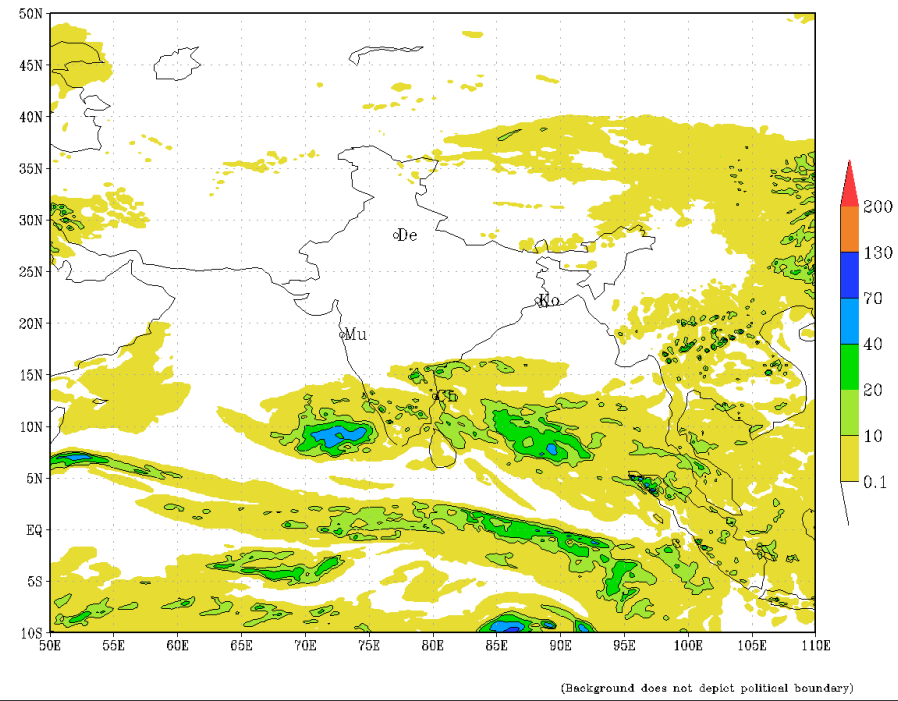 50N
45N
40N
35N
30N
25N
20N
15N
10N
5N
EQ
5S
10S
50E 55E 60E 65E 70E 75E 80E 85E 90E 95E 100E 105E 110E
De
Ko
Mu
Ch
200
130
70
40
20
10
0.1
(Background does not depict political boundary)